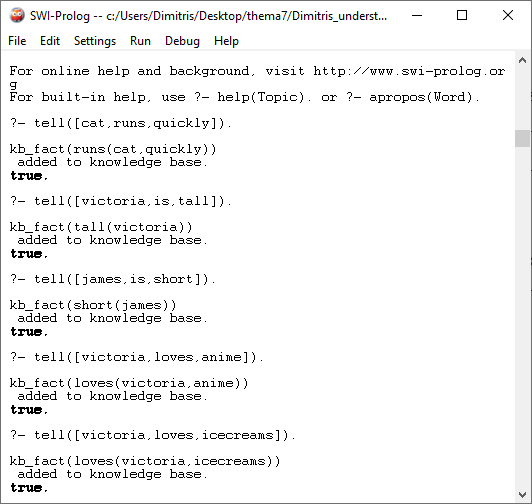 SWI-Prolog -- c:/Users/Dimitris/Desktop/thema7/Dimitris_underst...
File Edit Settings Run Debug Help
For online help and background, visit http://www.swi-prolog.or
g
For built-in help, use ?- help(Topic). or ?- apropos(Word).
?- tell([cat,runs,quickly]).
kb_fact(runs(cat,quickly))
added to knowledge base.
true.
?- tell([victoria,is,tall]).
kb_fact(tall(victoria))
added to knowledge base.
true.
?- tell([james,is,short]).
kb_fact(short(james))
added to knowledge base.
true.
?- tell([victoria,loves,anime]).
kb_fact(loves(victoria,anime))
added to knowledge base.
true.
?- tell([victoria,loves,icecreams]).
kb_fact(loves(victoria,icecreams))
added to knowledge base.
true.